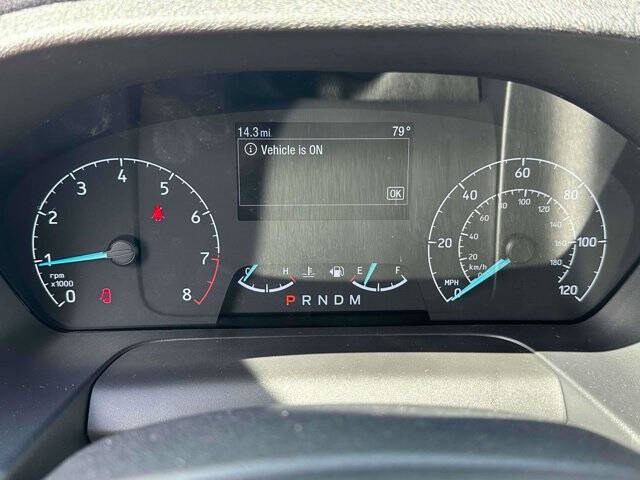 14.3 mi 79°
Vehicle is ON
OK
0 1 2 3 4 5 6 7 8
rpm
x1000
C H E F
P R N D M
0 20 40 60 80 100 120
MPH
0 20 40 60 80 100 120 140 160 180
km/h